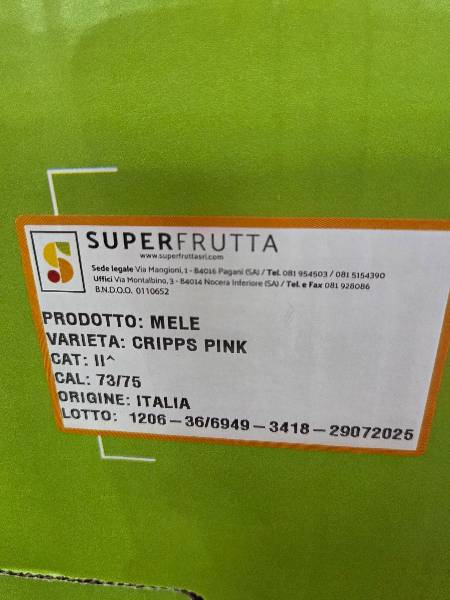 SUPERFRUTTA
www.superfruttasrl.com
Sede legale Via Mangioni, 1 - 84016 Pagani (SA) / Tel. 081 954503 / 081 5154390
Uffici Via Montalbino, 3 - 84014 Nocera Inferiore (SA) / Tel. e Fax 081 928086
B.N.D.O.O. 0110652
PRODOTTO: MELE
VARIETA: CRIPPS PINK
CAT: II^
CAL: 73/75
ORIGINE: ITALIA
LOTTO: 1206-36/6949-3418-29072025